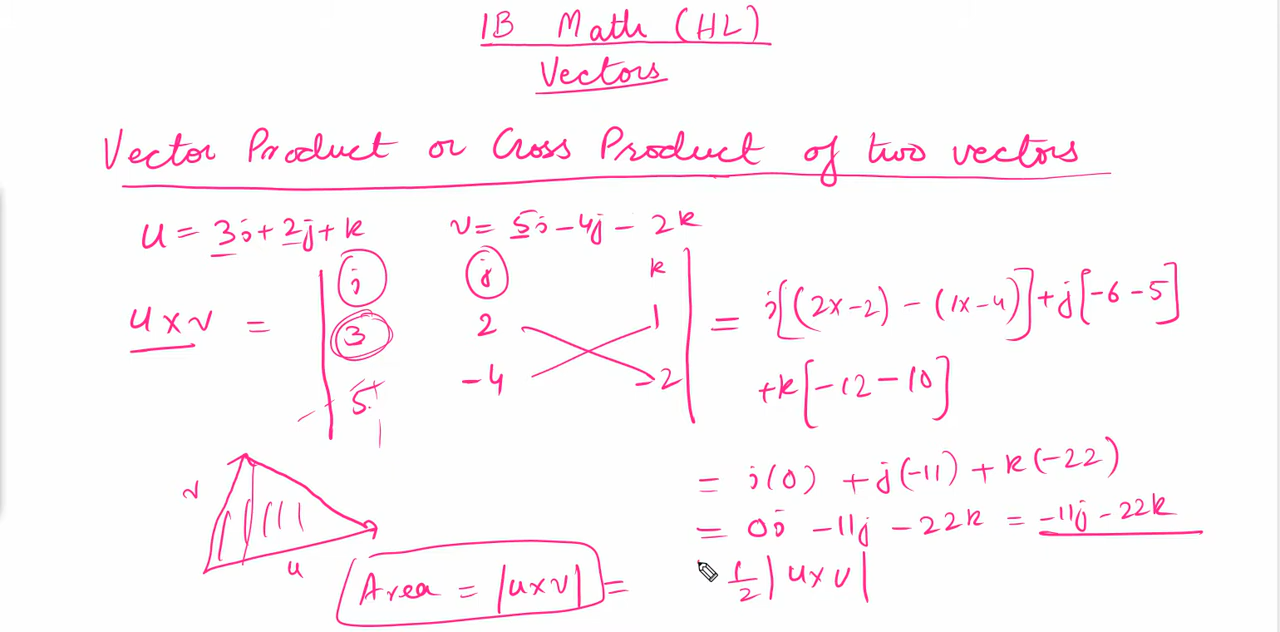 IB Math (HL)
Vectors
Vector Product or Cross Product of two vectors
u = 3i + 2j + k    v = 5i - 4j - 2k
u x v = | i j k | = i[(2x-2) - (1x-4)] + j[-6-5]
3 2 1
-4 -2
5
+k[-12-10]
= i(0) + j(-11) + k(-22)
= 0i - 11j - 22k = -11j - 22k
v
u
Area = |u x v| = 1/2 |u x v|